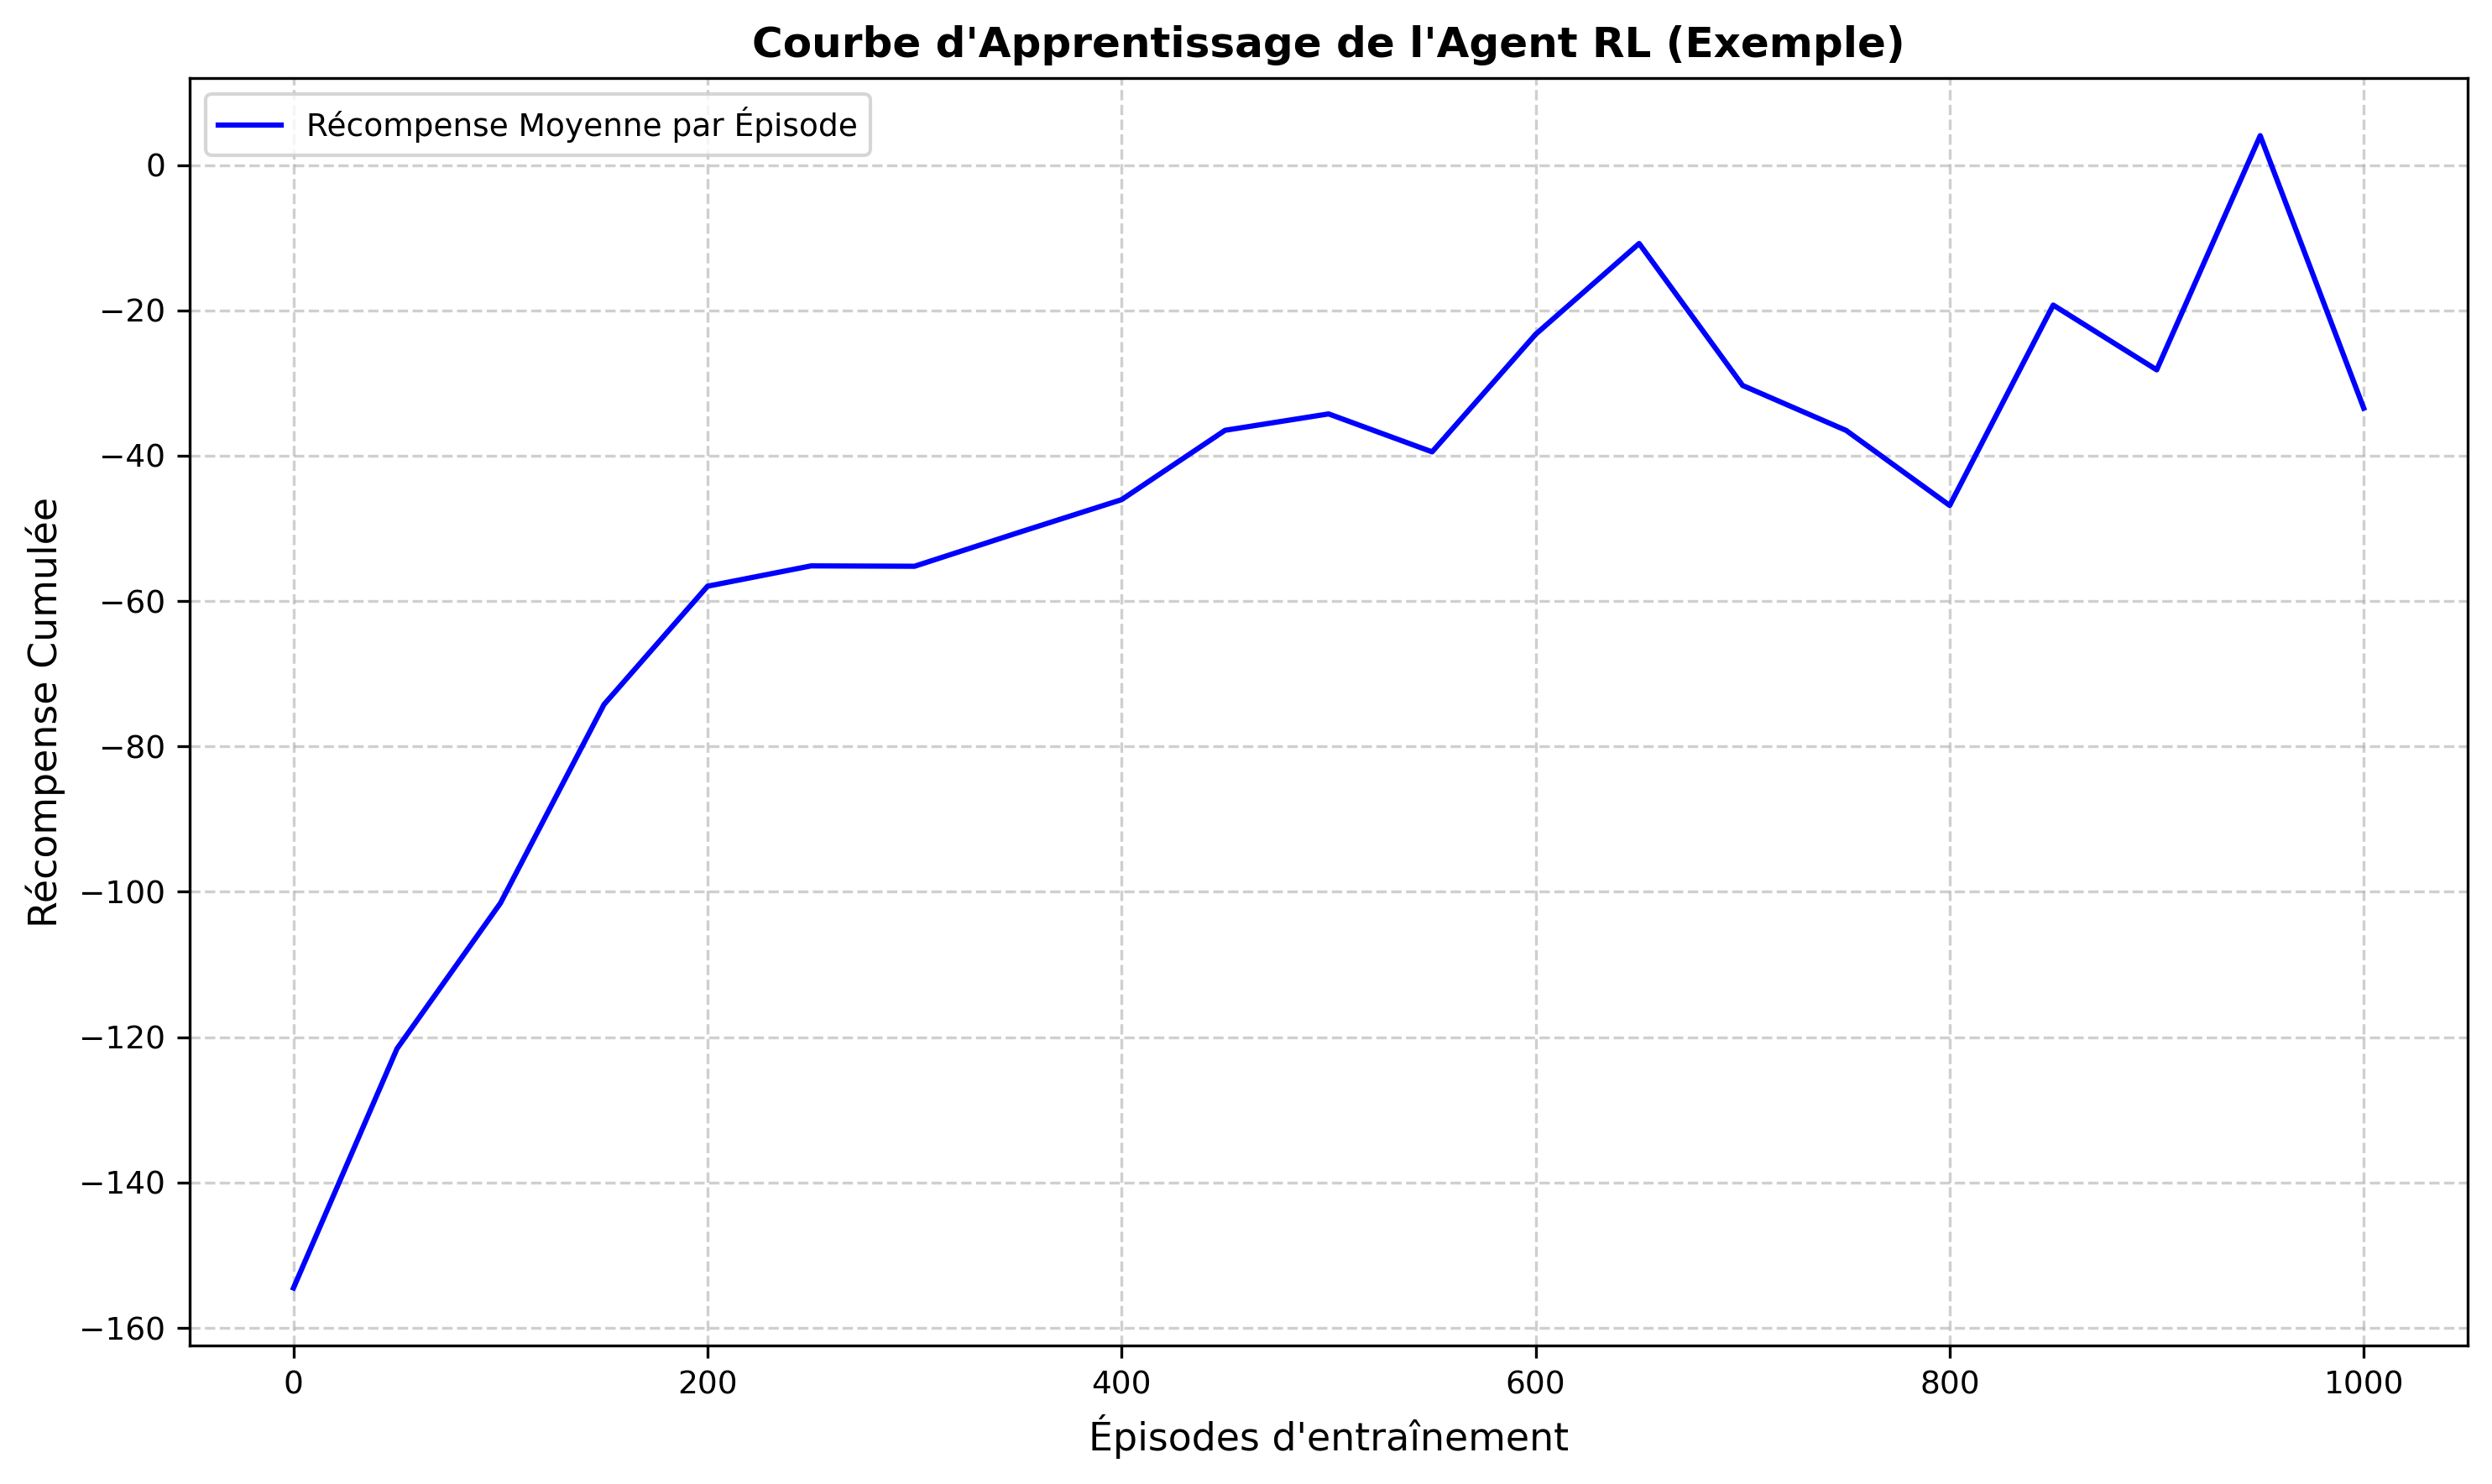 Courbe d'Apprentissage de l'Agent RL (Exemple)
Récompense Moyenne par Épisode
Récompense Cumulée
0
−20
−40
−60
−80
−100
−120
−140
−160
0 200 400 600 800 1000
Épisodes d'entraînement